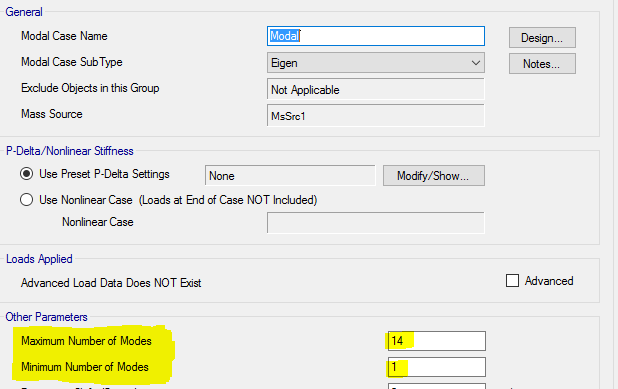 General
Modal Case Name Modal Design...
Modal Case SubType Eigen Notes...
Exclude Objects in this Group Not Applicable
Mass Source MsSrc1
P-Delta/Nonlinear Stiffness
Use Preset P-Delta Settings None Modify/Show...
Use Nonlinear Case (Loads at End of Case NOT Included)
Nonlinear Case
Loads Applied
Advanced Load Data Does NOT Exist Advanced
Other Parameters
Maximum Number of Modes 14
Minimum Number of Modes 1